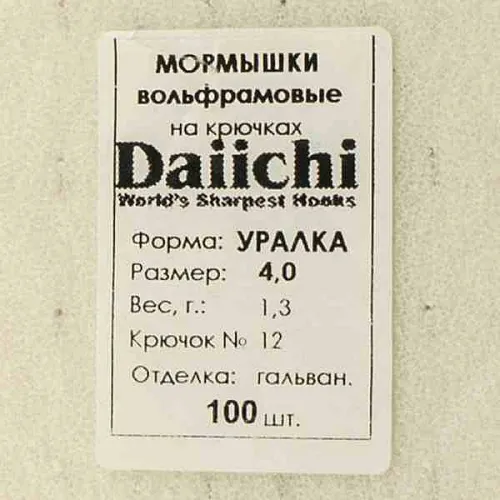 МОРМЫШКИ
вольфрамовые
на крючках
Daiichi
World's Sharpest Hooks
Форма: УРАЛКА
Размер: 4,0
Вес, г.: 1,3
Крючок № 12
Отделка: гальван.
100 шт.